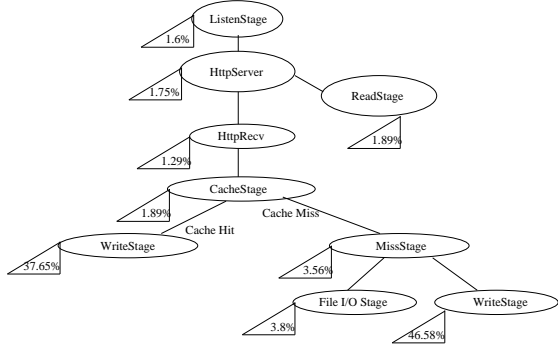 ListenStage
1.6%
HttpServer
1.75%
ReadStage
1.89%
HttpRecv
1.29%
CacheStage
1.89%
Cache Hit
Cache Miss
WriteStage
37.65%
MissStage
3.56%
File I/O Stage
3.8%
WriteStage
46.58%